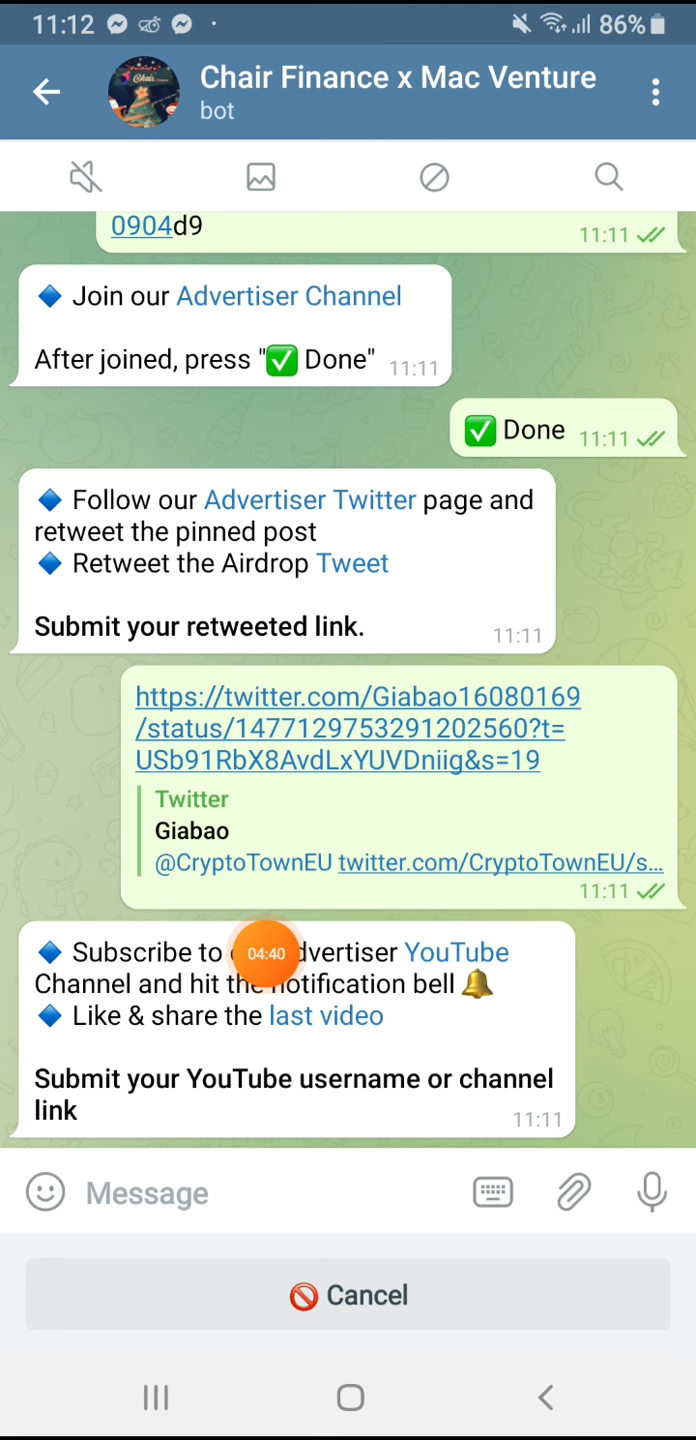 11:12
86%
Chair Finance x Mac Venture
bot
0904d9
11:11
🔷 Join our Advertiser Channel
After joined, press "✅ Done"
11:11
✅ Done
11:11
🔷 Follow our Advertiser Twitter page and
retweet the pinned post
🔷 Retweet the Airdrop Tweet
Submit your retweeted link.
11:11
https://twitter.com/Giabao16080169
/status/1477129753291202560?t=
USb91RbX8AvdLxYUVDniig&s=19
Twitter
Giabao
@CryptoTownEU twitter.com/CryptoTownEU/s...
11:11
🔷 Subscribe to dvertiser YouTube
04:40
Channel and hit the notification bell 🔔
🔷 Like & share the last video
Submit your YouTube username or channel
link
11:11
Message
🚫 Cancel